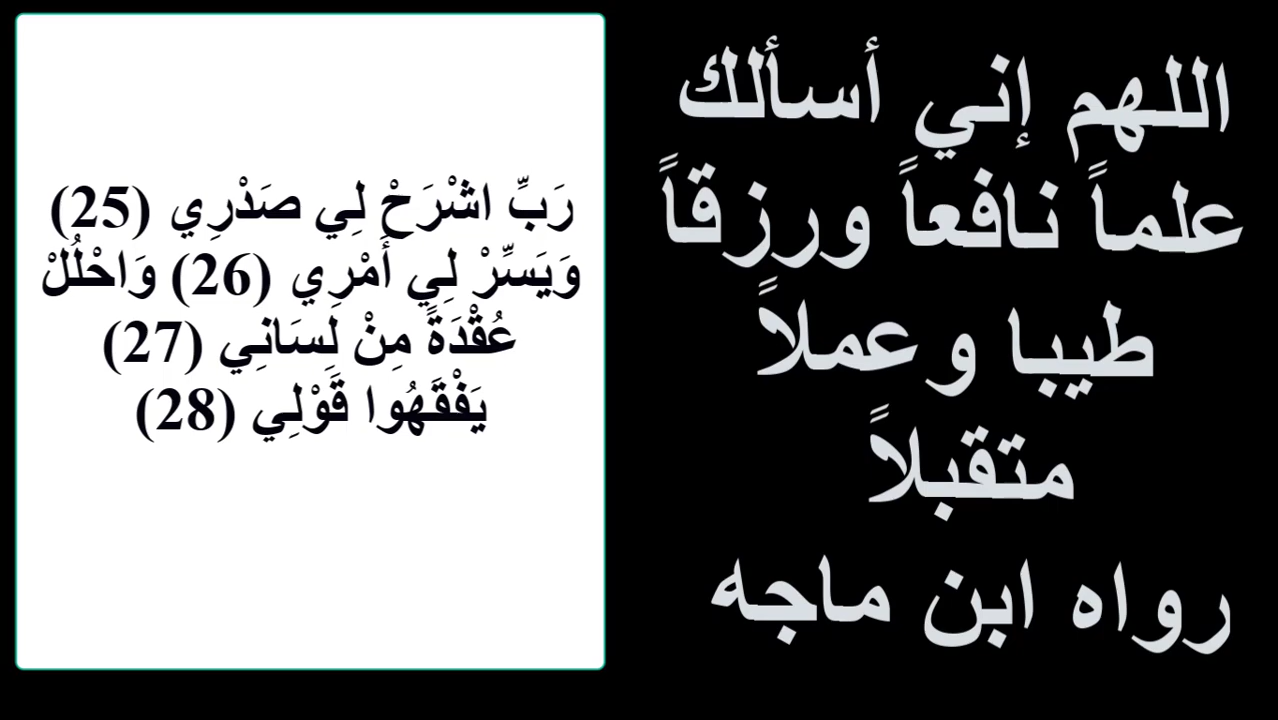 اللهم إني أسألك
علماً نافعاً ورزقاً
طيبا وعملاً
متقبلاً
رواه ابن ماجه
رَبِّ اشْرَحْ لِي صَدْرِي (25)
وَيَسِّرْ لِي أَمْرِي (26) وَاحْلُلْ
عُقْدَةً مِنْ لِسَانِي (27)
يَفْقَهُوا قَوْلِي (28)